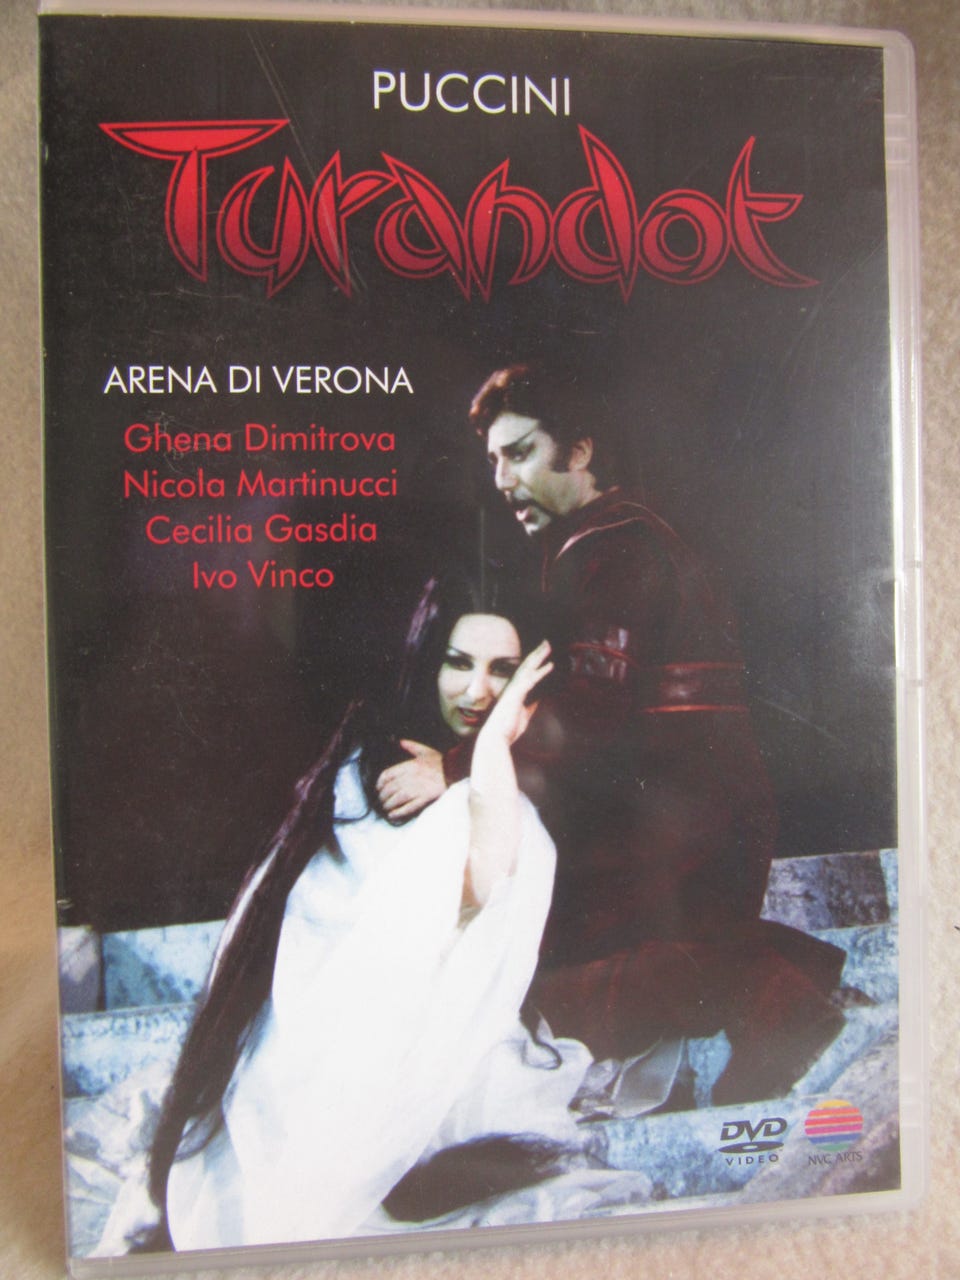 PUCCINI
Turandot
ARENA DI VERONA
Ghena Dimitrova
Nicola Martinucci
Cecilia Gasdia
Ivo Vinco
DVD
VIDEO
NVC ARTS